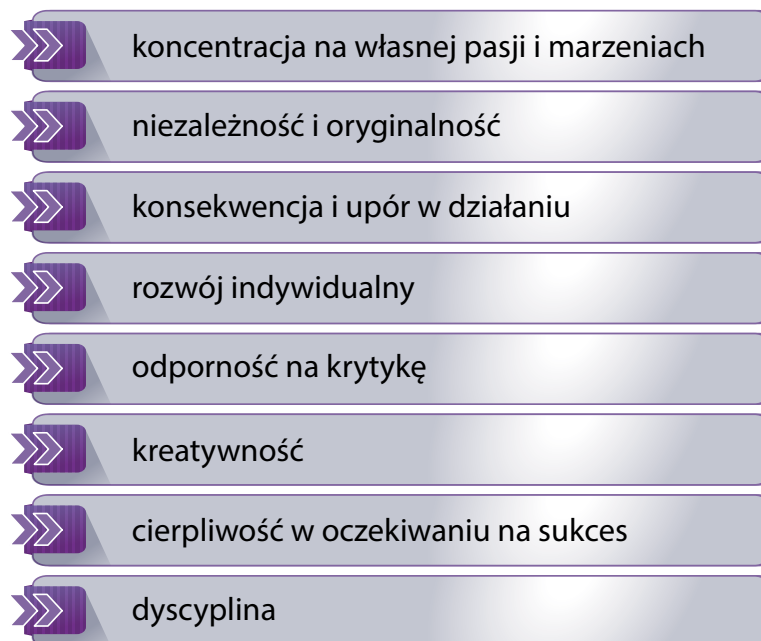 koncentracja na własnej pasji i marzeniach
niezależność i oryginalność
konsekwencja i upór w działaniu
rozwój indywidualny
odporność na krytykę
kreatywność
cierpliwość w oczekiwaniu na sukces
dyscyplina